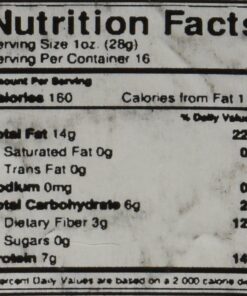 Nutrition Facts
erving Size 1oz. (28g)
erving Per Container 16
mount Per Serving
alories 160 Calories from Fat 1
% Daily Value
otal Fat 14g 22
Saturated Fat 0g 0
Trans Fat 0g
odium 0mg 0
otal Carbohydrate 6g 2
Dietary Fiber 3g 12
Sugars 0g
rotein 7g 14
ercent Daily Values are based on a 2 000 calorie